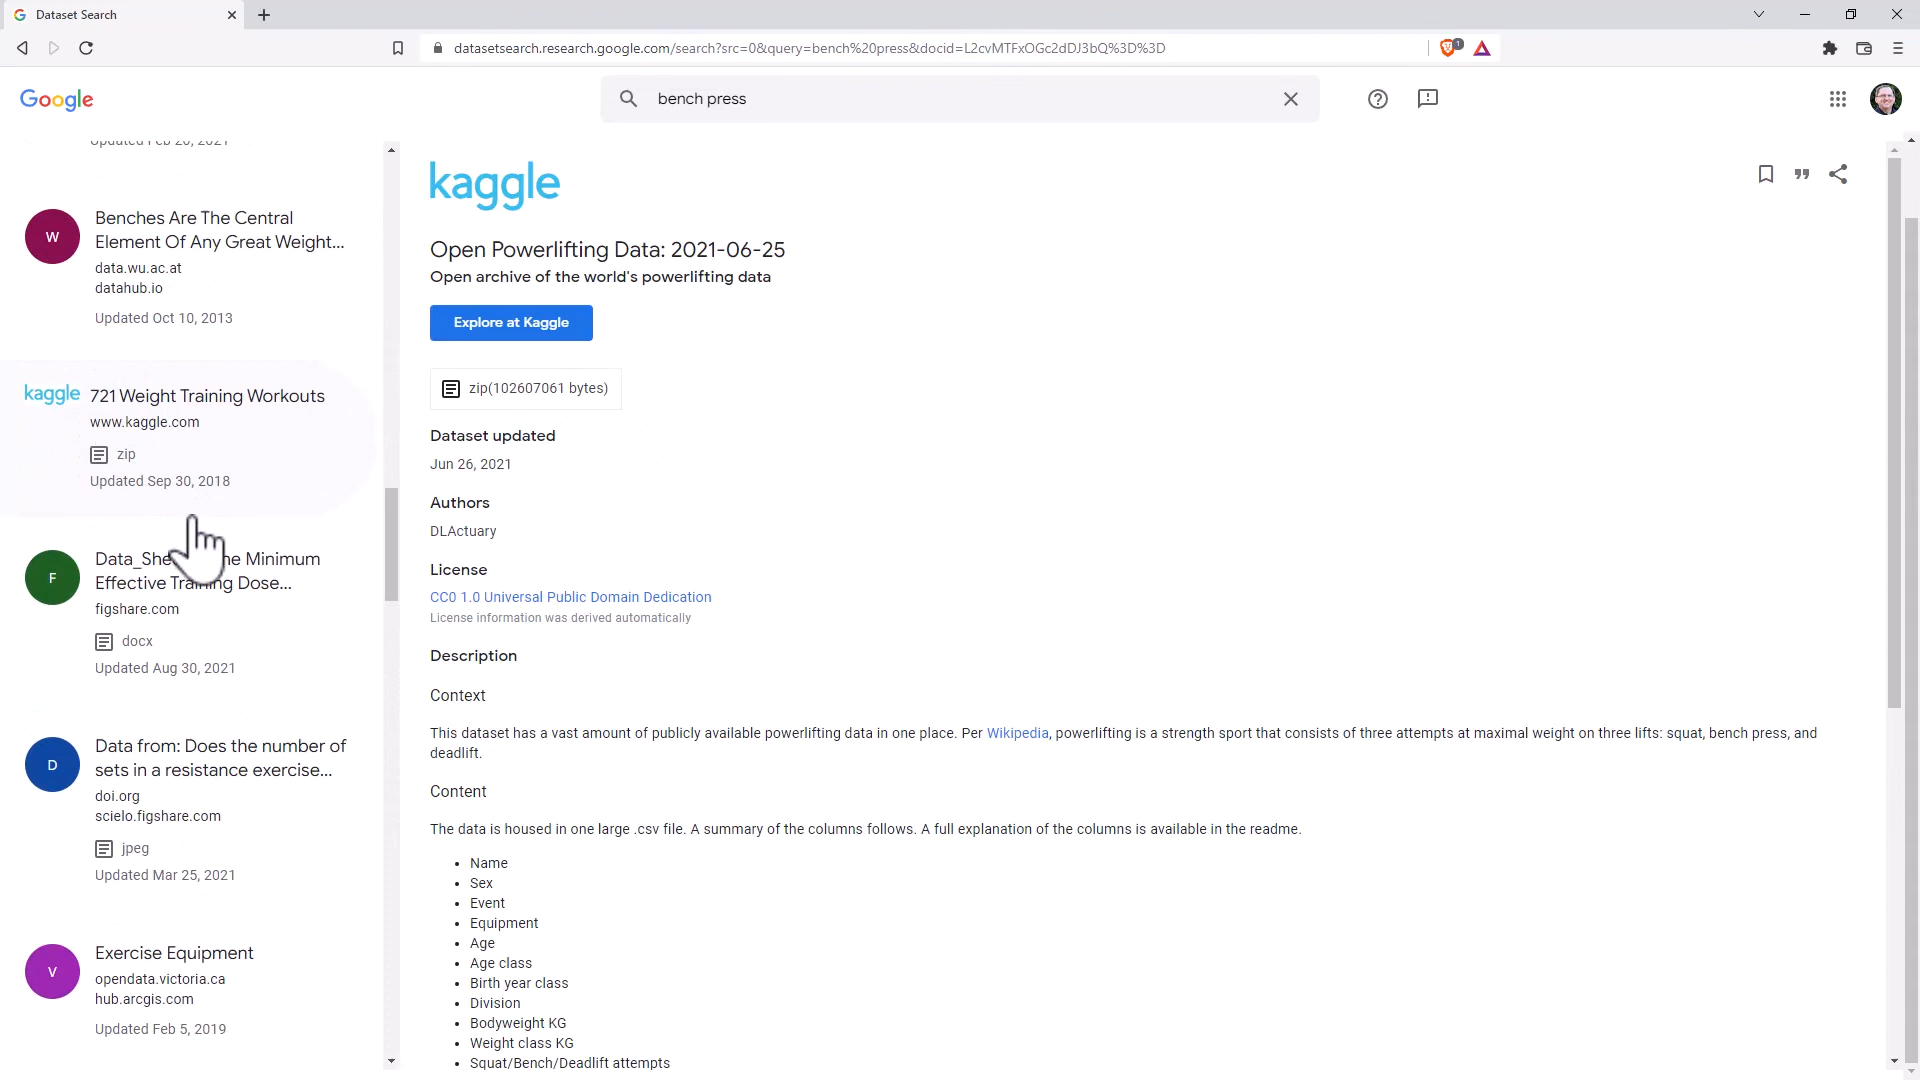 Dataset Search
datasetsearch.research.google.com/search?src=0&query=bench%20press&docid=L2cvMTFxOGc2dDJ3bQ%3D%3D
1
Google
bench press
Updated Feb 20, 2021
W
Benches Are The Central
Element Of Any Great Weight...
data.wu.ac.at
datahub.io
Updated Oct 10, 2013
kaggle
721 Weight Training Workouts
www.kaggle.com
zip
Updated Sep 30, 2018
F
Minimum
Effective Training Dose...
figshare.com
docx
Updated Aug 30, 2021
D
Data from: Does the number of
sets in a resistance exercise...
doi.org
scielo.figshare.com
jpeg
Updated Mar 25, 2021
V
Exercise Equipment
opendata.victoria.ca
hub.arcgis.com
Updated Feb 5, 2019
kaggle
Open Powerlifting Data: 2021-06-25
Open archive of the world's powerlifting data
Explore at Kaggle
zip(102607061 bytes)
Dataset updated
Jun 26, 2021
Authors
DLActuary
License
CC0 1.0 Universal Public Domain Dedication
License information was derived automatically
Description
Context
This dataset has a vast amount of publicly available powerlifting data in one place. Per Wikipedia, powerlifting is a strength sport that consists of three attempts at maximal weight on three lifts: squat, bench press, and
deadlift.
Content
The data is housed in one large .csv file. A summary of the columns follows. A full explanation of the columns is available in the readme.
• Name
• Sex
• Event
• Equipment
• Age
• Age class
• Birth year class
• Division
• Bodyweight KG
• Weight class KG
• Squat/Bench/Deadlift attempts